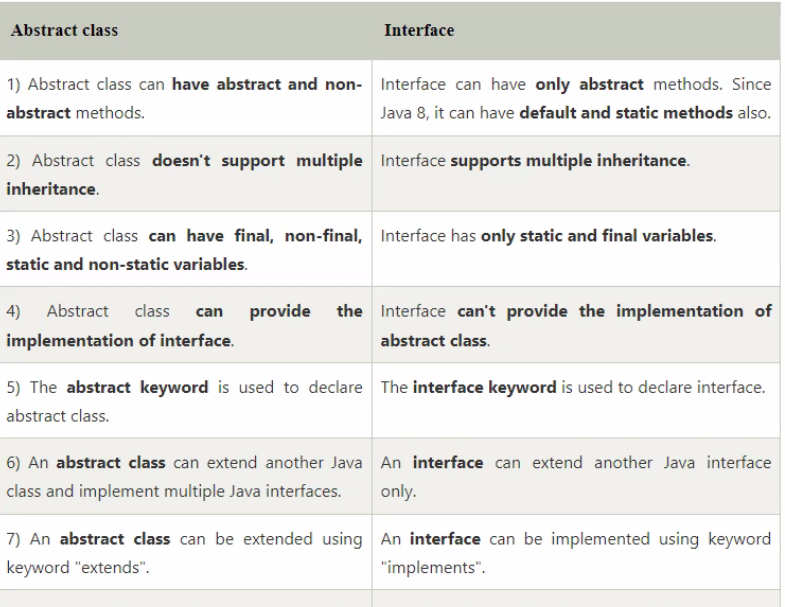 Abstract class
Interface
1) Abstract class can have abstract and non-
abstract methods.
Interface can have only abstract methods. Since
Java 8, it can have default and static methods also.
2) Abstract class doesn't support multiple
inheritance.
Interface supports multiple inheritance.
3) Abstract class can have final, non-final,
static and non-static variables.
Interface has only static and final variables.
4) Abstract class can provide the
implementation of interface.
Interface can't provide the implementation of
abstract class.
5) The abstract keyword is used to declare
abstract class.
The interface keyword is used to declare interface.
6) An abstract class can extend another Java
class and implement multiple Java interfaces.
An interface can extend another Java interface
only.
7) An abstract class can be extended using
keyword "extends".
An interface can be implemented using keyword
"implements".